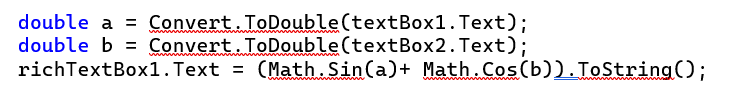 double a = Convert.ToDouble(textBox1.Text);
double b = Convert.ToDouble(textBox2.Text);
richTextBox1.Text = (Math.Sin(a)+ Math.Cos(b)).ToString();